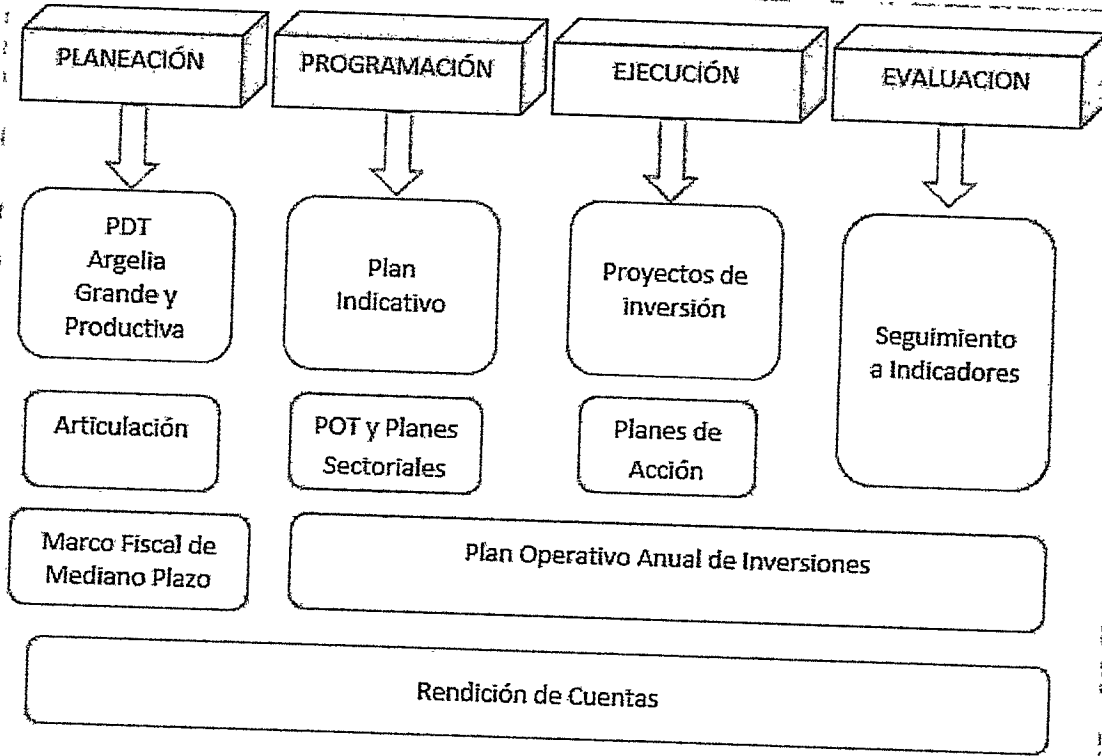 PLANEACIÓN
PROGRAMACIÓN
EJECUCIÓN
EVALUACION
PDT
Argelia
Grande y
Productiva
Plan
Indicativo
Proyectos de
inversión
Seguimiento
a Indicadores
Articulación
POT y Planes
Sectoriales
Planes de
Acción
Marco Fiscal de
Mediano Plazo
Plan Operativo Anual de Inversiones
Rendición de Cuentas